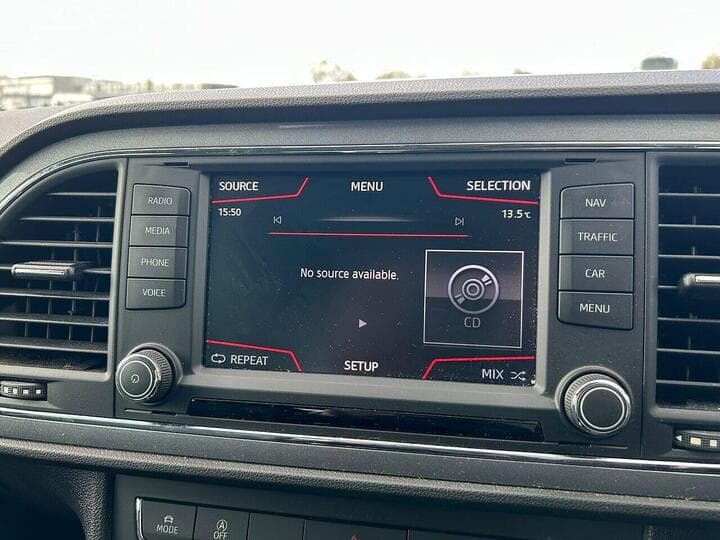 SOURCE
MENU
SELECTION
15:50
13.5°C
No source available.
CD
REPEAT
SETUP
MIX
RADIO
MEDIA
PHONE
VOICE
NAV
TRAFFIC
CAR
MENU
MODE
A
OFF